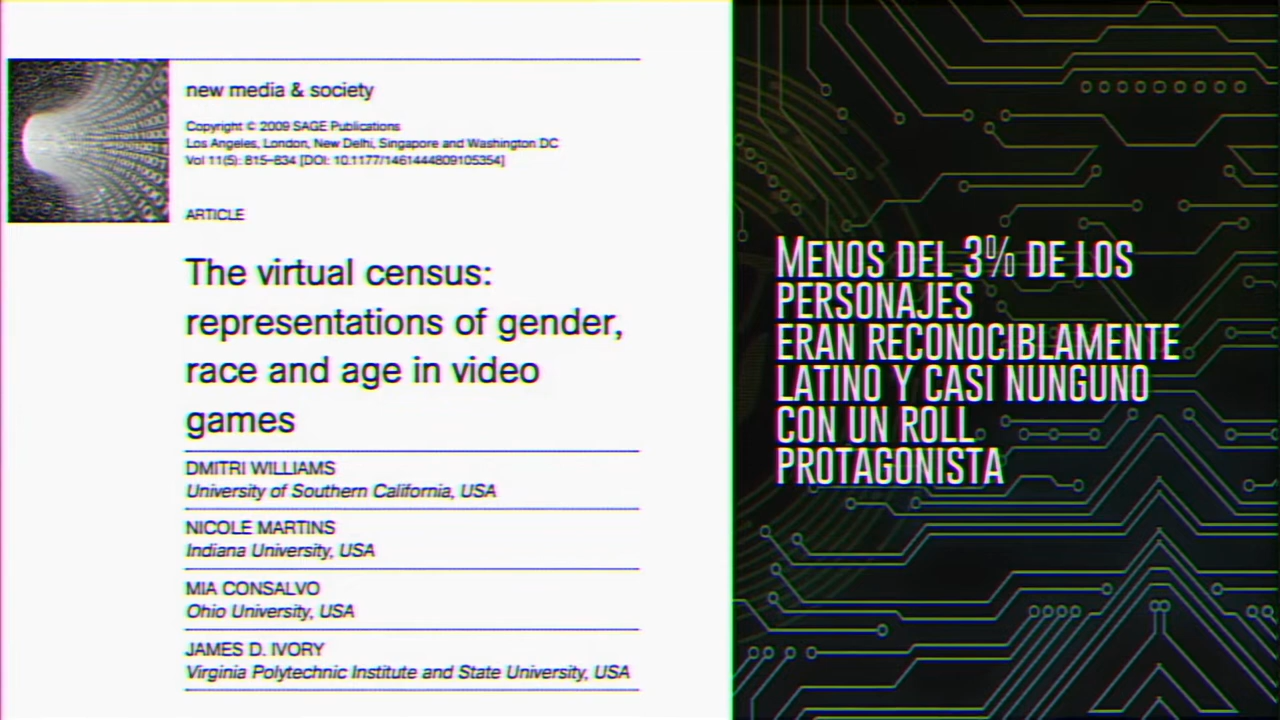 new media & society
Copyright © 2009 SAGE Publications
Los Angeles, London, New Delhi, Singapore and Washington DC
Vol 11(5): 815–834 [DOI: 10.1177/1461444809105354]
ARTICLE
The virtual census:
representations of gender,
race and age in video
games
DMITRI WILLIAMS
University of Southern California, USA
NICOLE MARTINS
Indiana University, USA
MIA CONSALVO
Ohio University, USA
JAMES D. IVORY
Virginia Polytechnic Institute and State University, USA
MENOS DEL 3% DE LOS
PERSONAJES
ERAN RECONOCIBLAMENTE
LATINO Y CASI NUNGUNO
CON UN ROLL
PROTAGONISTA